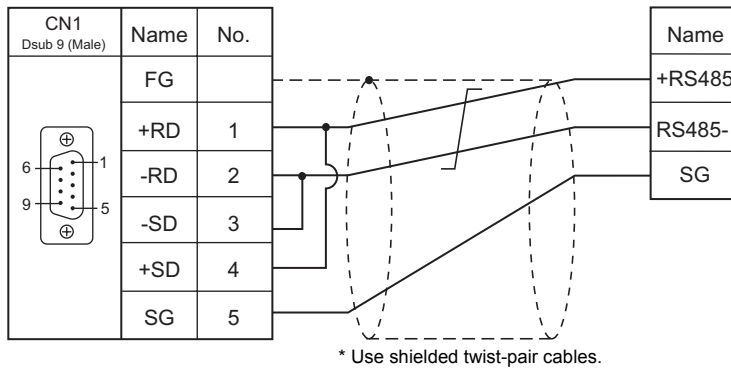 CN1
Dsub 9 (Male)
Name No.
FG
+RD 1
-RD 2
-SD 3
+SD 4
SG 5
6 1
9 5
Name
+RS485
RS485-
SG
* Use shielded twist-pair cables.